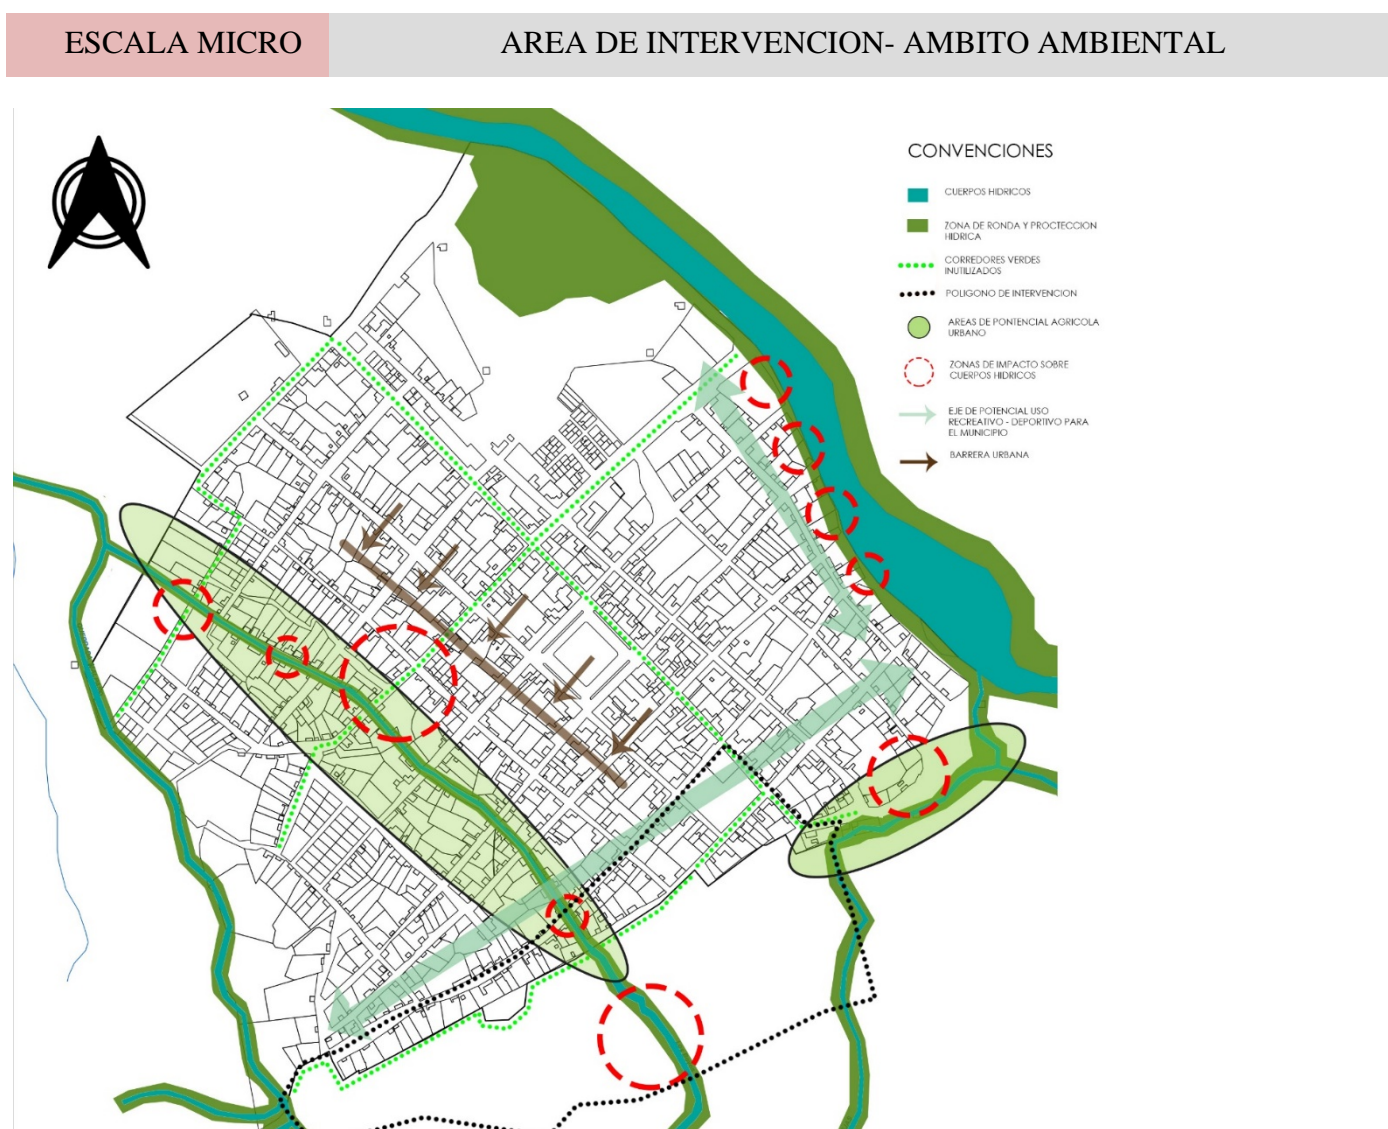 ESCALA MICRO
AREA DE INTERVENCION- AMBITO AMBIENTAL
CONVENCIONES
CUERPOS HIDRICOS
ZONA DE RONDA Y PROCTECCION
HIDRICA
CORREDORES VERDES
INUTILIZADOS
POLIGONO DE INTERVENCION
AREAS DE PONTENCIAL AGRICOLA
URBANO
ZONAS DE IMPACTO SOBRE
CUERPOS HIDRICOS
EJE DE POTENCIAL USO
RECREATIVO - DEPORTIVO PARA
EL MUNICIPIO
BARRERA URBANA